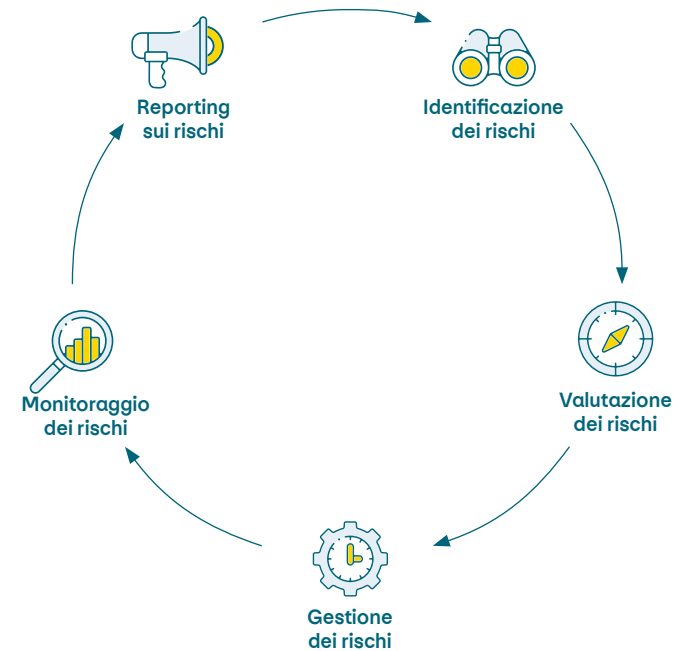 Reporting
sui rischi
Identificazione
dei rischi
Valutazione
dei rischi
Gestione
dei rischi
Monitoraggio
dei rischi